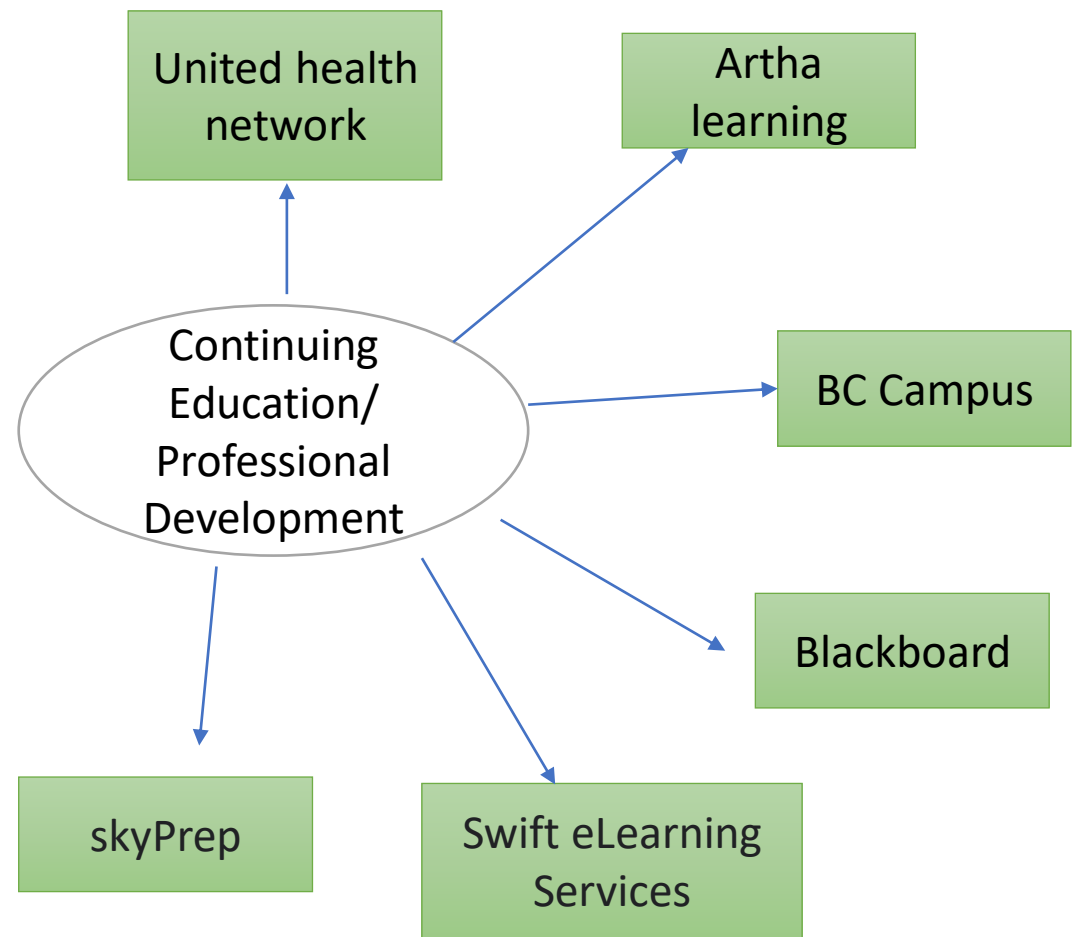 United health
network
Artha
learning
Continuing
Education/
Professional
Development
BC Campus
Blackboard
skyPrep
Swift eLearning
Services